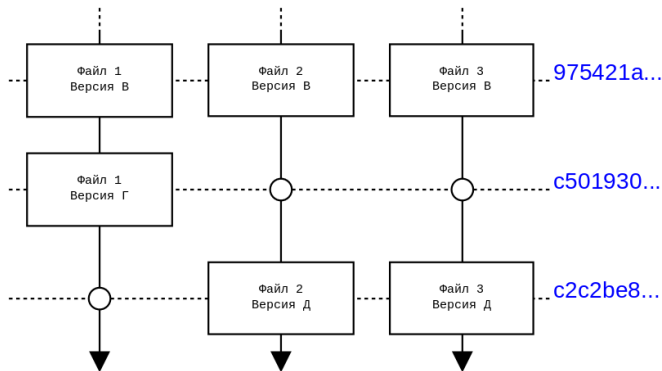 Файл 1
Версия В
Файл 2
Версия В
Файл 3
Версия В
975421a...
Файл 1
Версия Г
c501930...
Файл 2
Версия Д
Файл 3
Версия Д
c2c2be8...